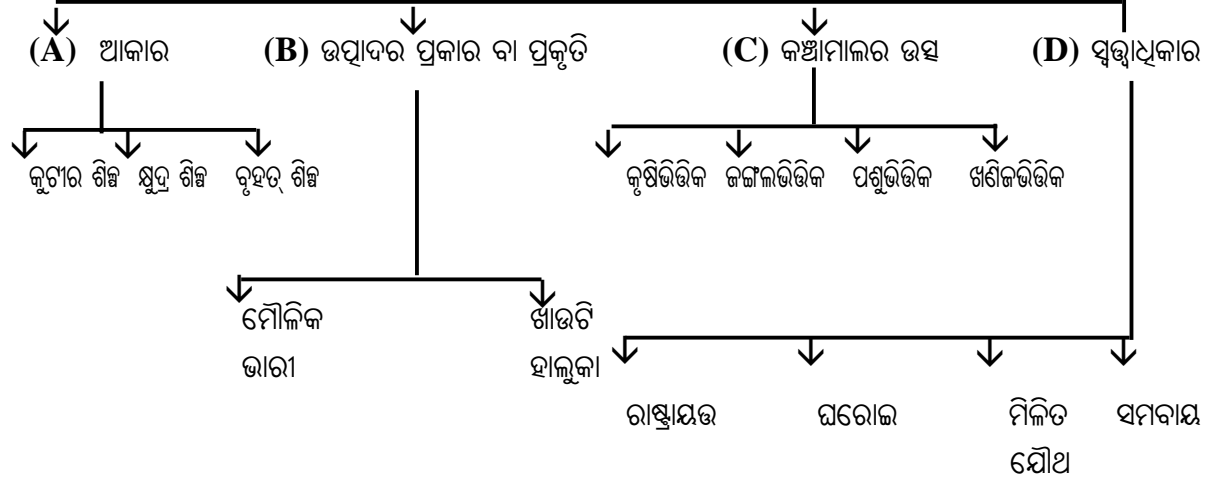 (A) ଆକାର (B) ଉତ୍ପାଦର ପ୍ରକାର ବା ପ୍ରକୃତି (C) କଞ୍ଚାମାଲର ଉତ୍ସ (D) ସ୍ୱତ୍ତ୍ୱାଧିକାର
କୁଟୀର ଶିଳ୍ପ କ୍ଷୁଦ୍ର ଶିଳ୍ପ ବୃହତ୍ ଶିଳ୍ପ କୃଷିଭିତ୍ତିକ ଜଙ୍ଗଲଭିତ୍ତିକ ପଶୁଭିତ୍ତିକ ଖଣିଜଭିତ୍ତିକ
ମୌଳିକ ଖାଉଟି
ଭାରୀ ହାଲୁକା
ରାଷ୍ଟ୍ରାୟତ୍ତ ଘରୋଇ ମିଳିତ ସମବାୟ
ଯୌଥ